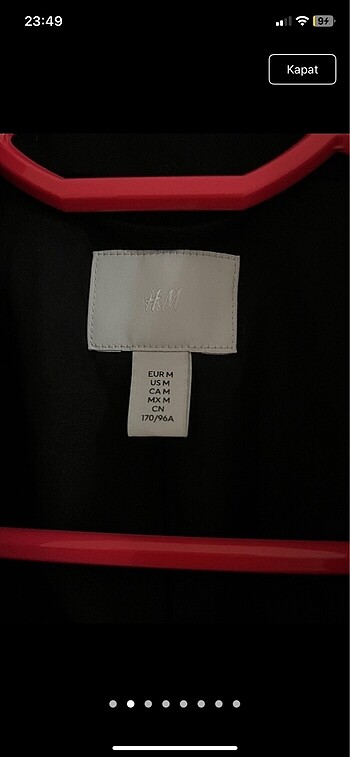 23:49
9
Kapat
H&M
EUR M
US M
CA M
MX M
CN
170/96A